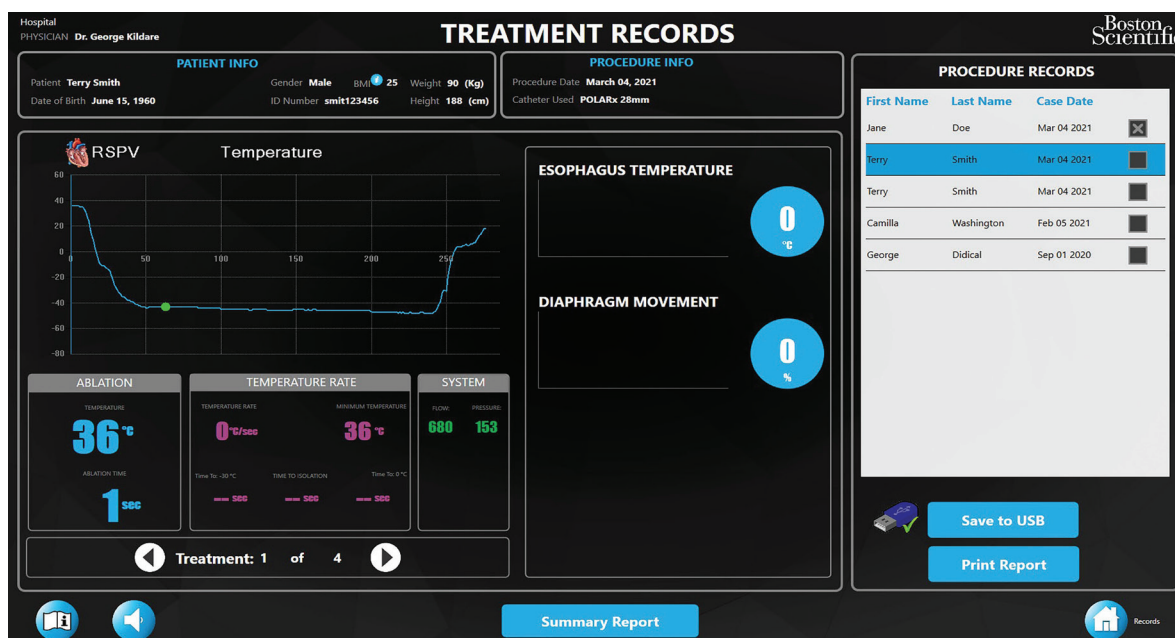 Hospital
PHYSICIAN Dr. George Kildare
TREATMENT RECORDS
Boston
Scientific
PATIENT INFO
Patient Terry Smith Gender Male BMI i 25 Weight 90 (Kg)
Date of Birth June 15, 1960 ID Number smit123456 Height 188 (cm)
PROCEDURE INFO
Procedure Date March 04, 2021
Catheter Used POLARx 28mm
RSPV Temperature
60
40
20
0
-20
-40
-60
-80
0 50 100 150 200 250
ABLATION
TEMPERATURE
36 °C
ABLATION TIME
1 sec
TEMPERATURE RATE
TEMPERATURE RATE MINIMUM TEMPERATURE
0 °C/sec 36 °C
Time To: -30 °C TIME TO ISOLATION Time To: 0 °C
-- sec -- sec -- sec
SYSTEM
FLOW: PRESSURE:
680 153
Treatment: 1 of 4
ESOPHAGUS TEMPERATURE
0
°C
DIAPHRAGM MOVEMENT
0
%
PROCEDURE RECORDS
First Name Last Name Case Date
Jane Doe Mar 04 2021
Terry Smith Mar 04 2021
Terry Smith Mar 04 2021
Camilla Washington Feb 05 2021
George Didical Sep 01 2020
Save to USB
Print Report
i
Summary Report
Records